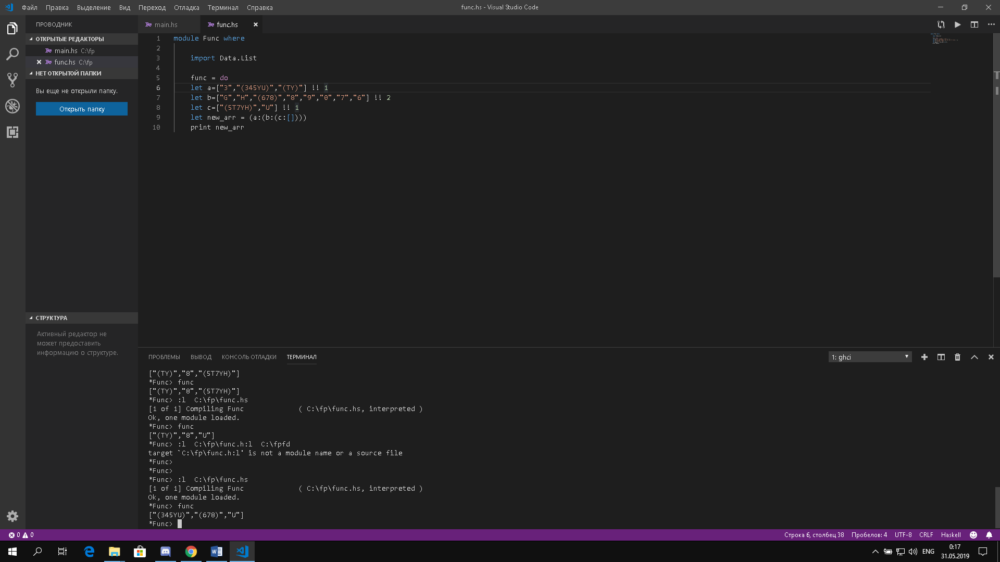 Файл Правка Выделение Вид Переход Отладка Терминал Справка
func.hs - Visual Studio Code
ПРОВОДНИК
ОТКРЫТЫЕ РЕДАКТОРЫ
main.hs C:\fp
func.hs C:\fp
НЕТ ОТКРЫТОЙ ПАПКИ
Вы еще не открыли папку.
Открыть папку
СТРУКТУРА
Активный редактор не
может предоставить
информацию о структуре.
main.hs
func.hs
1 module Func where
2
3 import Data.List
4
5 func = do
6 let a=["3","(345YU)","(TY)"] !! 1
7 let b=["G","H","(678)","8","9","0","7","6"] !! 2
8 let c=["(5T7YH)","U"] !! 1
9 let new_arr = (a:(b:(c:[])))
10 print new_arr
ПРОБЛЕМЫ ВЫВОД КОНСОЛЬ ОТЛАДКИ ТЕРМИНАЛ
1: ghci
["(TY)","8","(5T7YH)"]
*Func> func
["(TY)","8","(5T7YH)"]
*Func> :l  C:\fp\func.hs
[1 of 1] Compiling Func             ( C:\fp\func.hs, interpreted )
Ok, one module loaded.
*Func> func
["(TY)","8","U"]
*Func> :l  C:\fp\func.h:l  C:\fpfd
target `C:\fp\func.h:l' is not a module name or a source file
*Func>
*Func>
*Func> :l  C:\fp\func.hs
[1 of 1] Compiling Func             ( C:\fp\func.hs, interpreted )
Ok, one module loaded.
*Func> func
["(345YU)","(678)","U"]
*Func>
0 0
Строка 6, столбец 38 Пробелов: 4 UTF-8 CRLF Haskell
ENG
0:17
31.05.2019